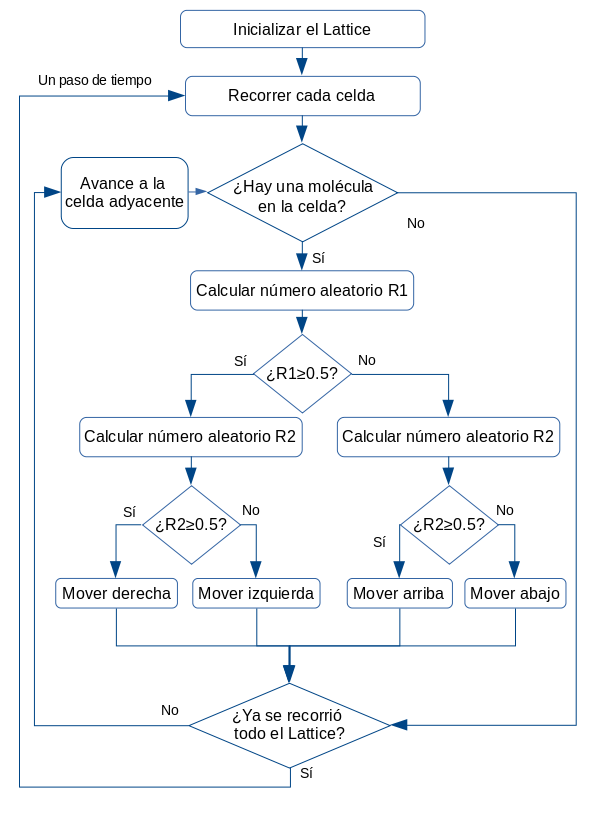 Inicializar el Lattice
Un paso de tiempo
Recorrer cada celda
Avance a la
celda adyacente
¿Hay una molécula
en la celda?
No
Sí
Calcular número aleatorio R1
Sí
¿R1≥0.5?
No
Calcular número aleatorio R2
Calcular número aleatorio R2
Sí
¿R2≥0.5?
No
Sí
¿R2≥0.5?
No
Mover derecha
Mover izquierda
Mover arriba
Mover abajo
No
¿Ya se recorrió
todo el Lattice?
Sí